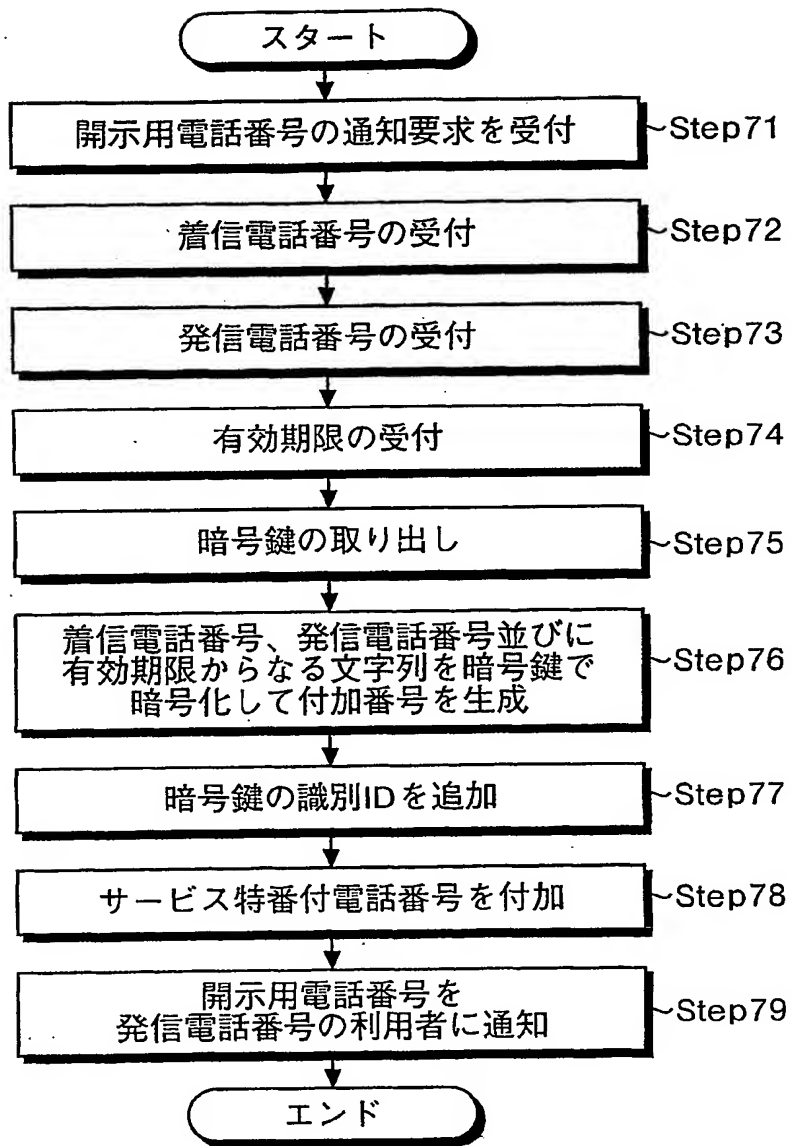 スタート
開示用電話番号の通知要求を受付 ~Step71
着信電話番号の受付 ~Step72
発信電話番号の受付 ~Step73
有効期限の受付 ~Step74
暗号鍵の取り出し ~Step75
着信電話番号、発信電話番号並びに
有効期限からなる文字列を暗号鍵で ~Step76
暗号化して付加番号を生成
暗号鍵の識別IDを追加 ~Step77
サービス特番付電話番号を付加 ~Step78
開示用電話番号を
発信電話番号の利用者に通知 ~Step79
エンド